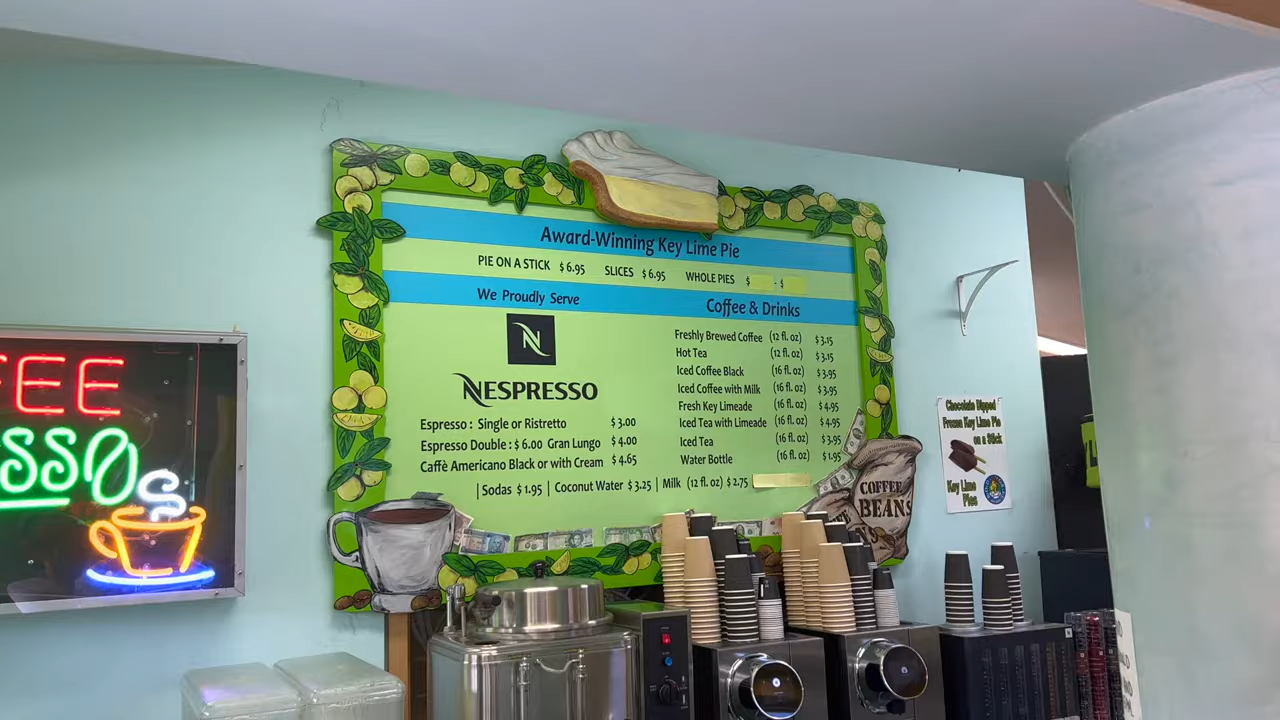 FEE
SSO
Award-Winning Key Lime Pie
PIE ON A STICK $6.95 SLICES $6.95 WHOLE PIES $ - $
We Proudly Serve
N
NESPRESSO
Espresso : Single or Ristretto $3.00
Espresso Double : $6.00 Gran Lungo $4.00
Caffè Americano Black or with Cream $4.65
Coffee & Drinks
Freshly Brewed Coffee (12 fl. oz) $3.15
Hot Tea (12 fl. oz) $3.15
Iced Coffee Black (16 fl. oz) $3.95
Iced Coffee with Milk (16 fl. oz) $3.95
Fresh Key Limeade (16 fl. oz) $4.95
Iced Tea with Limeade (16 fl. oz) $4.95
Iced Tea (16 fl. oz) $3.95
Water Bottle (16 fl. oz) $1.95
| Sodas $1.95 | Coconut Water $3.25 | Milk (12 fl. oz) $2.75
COFFEE
BEANS
Chocolate Dipped
Frozen Key Lime Pie
on a Stick
Key Lime
Pies